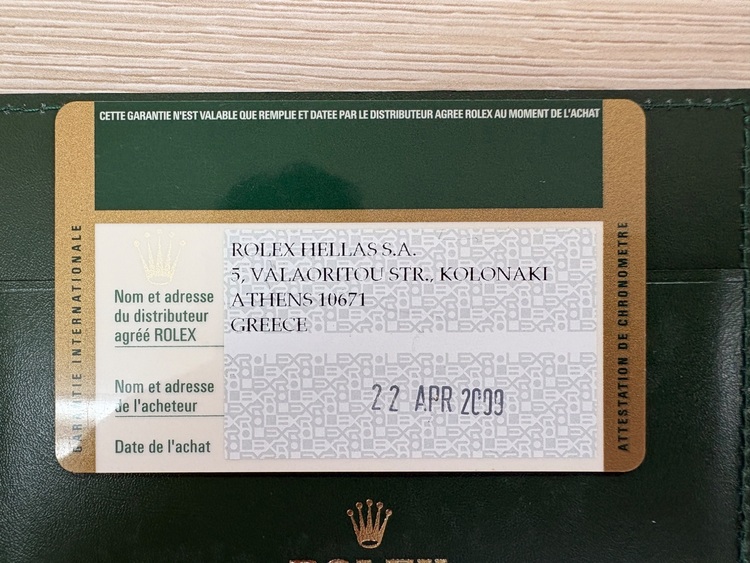 CETTE GARANTIE N'EST VALABLE QUE REMPLIE ET DATEE PAR LE DISTRIBUTEUR AGREE ROLEX AU MOMENT DE L'ACHAT
GARANTIE INTERNATIONALE
ROLEX HELLAS S.A.
5, VALAORITOU STR., KOLONAKI
ATHENS 10671
GREECE
Nom et adresse
du distributeur
agréé ROLEX
Nom et adresse
de l'acheteur
22 APR 2009
Date de l'achat
ATTESTATION DE CHRONOMETRE
ROLEX